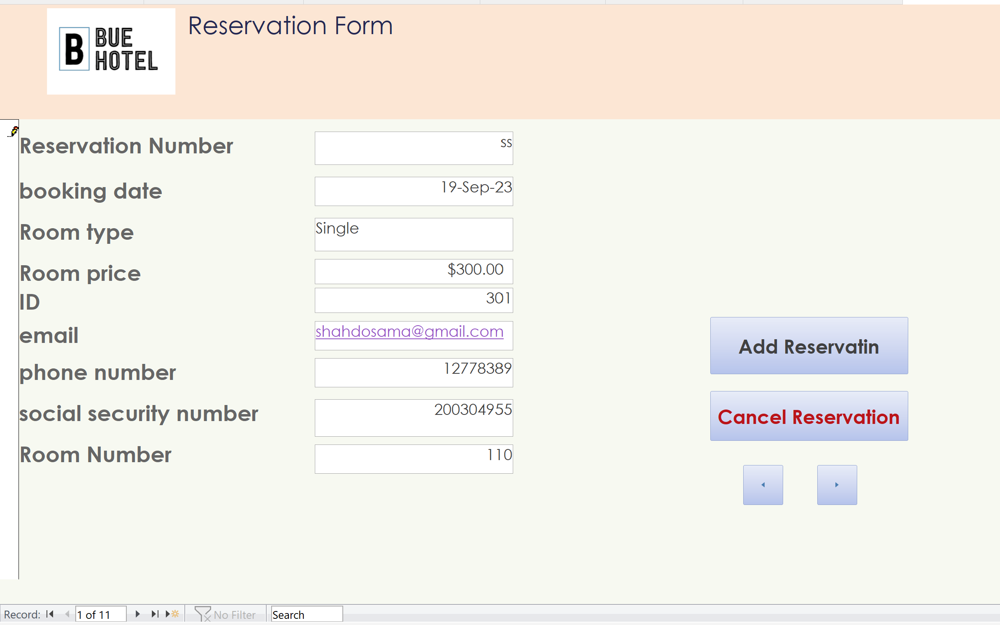 B BUE
HOTEL
Reservation Form
Reservation Number ss
booking date 19-Sep-23
Room type Single
Room price $300.00
ID 301
email shahdosama@gmail.com
phone number 12778389
social security number 200304955
Room Number 110
Add Reservatin
Cancel Reservation
Record: 1 of 11 No Filter Search